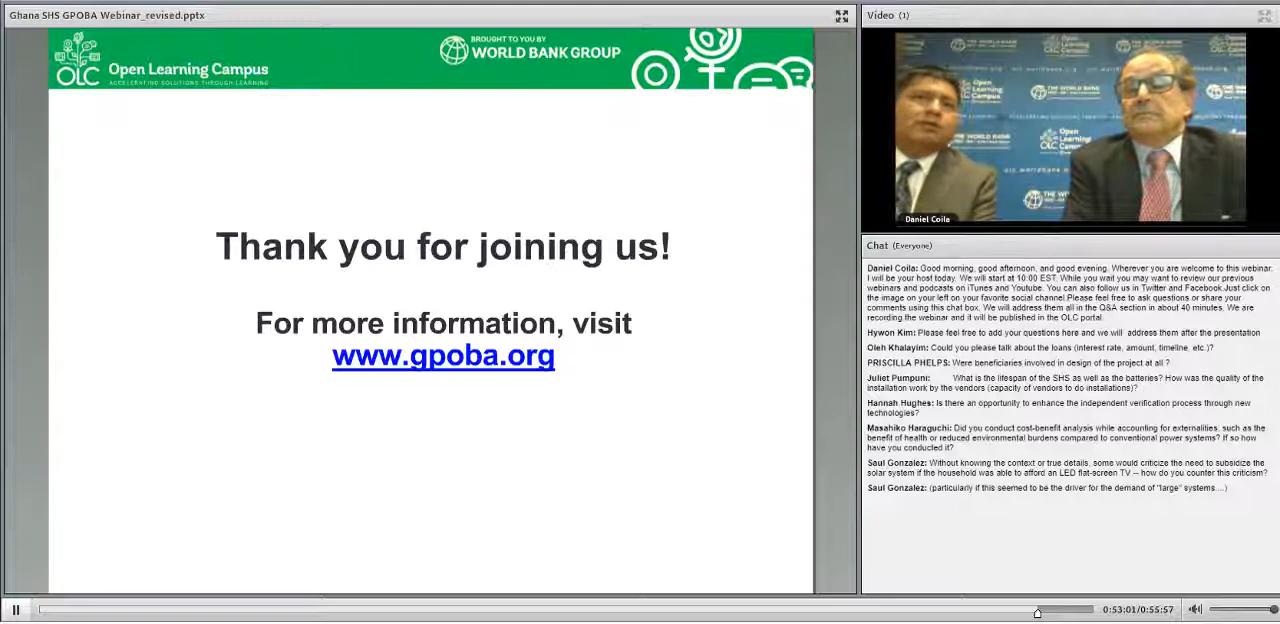 Ghana SHS GPOBA Webinar_revised.pptx
OLC Open Learning Campus
ACCELERATING SOLUTIONS THROUGH LEARNING
BROUGHT TO YOU BY
WORLD BANK GROUP
Thank you for joining us!
For more information, visit
www.gpoba.org
Video (1)
THE WORLD BANK
Open Learning Campus
THE WORLD BANK
Open Learning Campus
olc.worldbank.org
Daniel Coila
Chat (Everyone)
Daniel Coila: Good morning, good afternoon, and good evening. Wherever you are welcome to this webinar.
I will be your host today. We will start at 10:00 EST. While you wait you may want to review our previous
webinars and podcasts on iTunes and Youtube. You can also follow us in Twitter and Facebook.Just click on
the image on your left on your favorite social channel.Please feel free to ask questions or share your
comments using this chat box. We will address them all in the Q&A section in about 40 minutes. We are
recording the webinar and it will be published in the OLC portal.
Hywon Kim: Please feel free to add your questions here and we will address them after the presentation
Oleh Khalayim: Could you please talk about the loans (interest rate, amount, timeline, etc.)?
PRISCILLA PHELPS: Were beneficiaries involved in design of the project at all ?
Juliet Pumpuni: What is the lifespan of the SHS as well as the batteries? How was the quality of the
installation work by the vendors (capacity of vendors to do installations)?
Hannah Hughes: Is there an opportunity to enhance the independent verification process through new
technologies?
Masahiko Haraguchi: Did you conduct cost-benefit analysis while accounting for externalities, such as the
benefit of health or reduced environmental burdens compared to conventional power systems? If so how
have you conducted it?
Saul Gonzalez: Without knowing the context or true details, some would criticize the need to subsidize the
solar system if the household was able to afford an LED flat-screen TV -- how do you counter this criticism?
Saul Gonzalez: (particularly if this seemed to be the driver for the demand of "large" systems....)
0:53:01/0:55:57